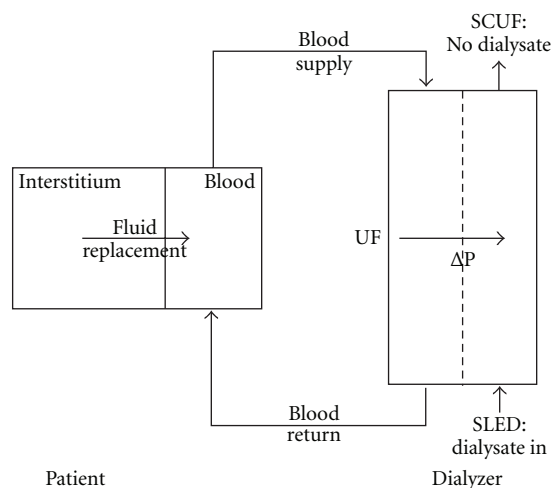 SCUF:
No dialysate
Blood
supply
Interstitium
Blood
Fluid
replacement
UF
ΔP
Blood
return
SLED:
dialysate in
Patient
Dialyzer